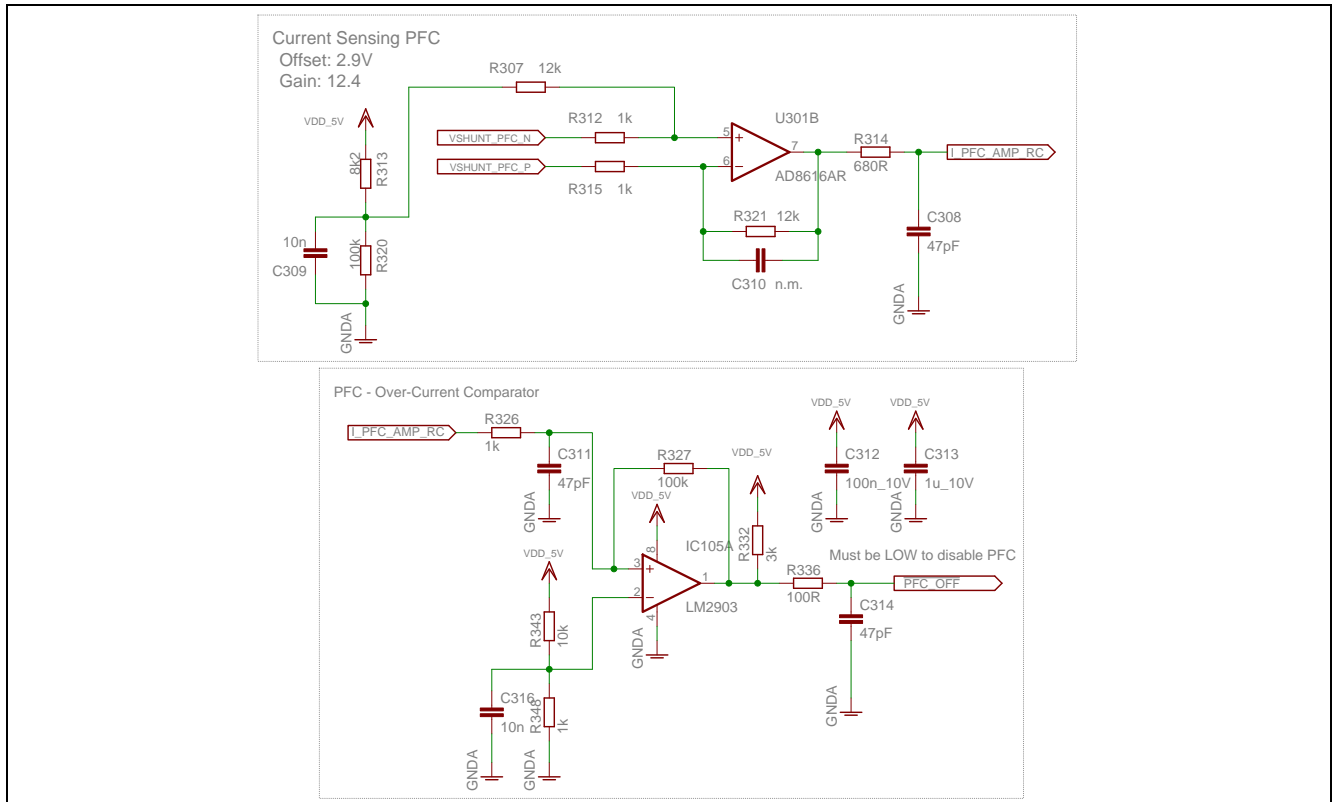 Current Sensing PFC
Offset: 2.9V
Gain: 12.4
R307 12k
VDD_5V
R312 1k
VSHUNT_PFC_N
VSHUNT_PFC_P
R315 1k
8k2
R313
5
6
7
U301B
AD8616AR
R314
680R
I_PFC_AMP_RC
R321 12k
C310 n.m.
C308
47pF
GNDA
10n
C309
100k
R320
GNDA
PFC - Over-Current Comparator
I_PFC_AMP_RC
R326
1k
C311
47pF
GNDA
R327
100k
VDD_5V
VDD_5V
R332
3k
VDD_5V
C312
100n_10V
GNDA
VDD_5V
C313
1u_10V
GNDA
IC105A
LM2903
8
3
2
1
4
GNDA
Must be LOW to disable PFC
R336
100R
PFC_OFF
C314
47pF
GNDA
VDD_5V
R343
10k
C316
10n
R348
1k
GNDA
GNDA